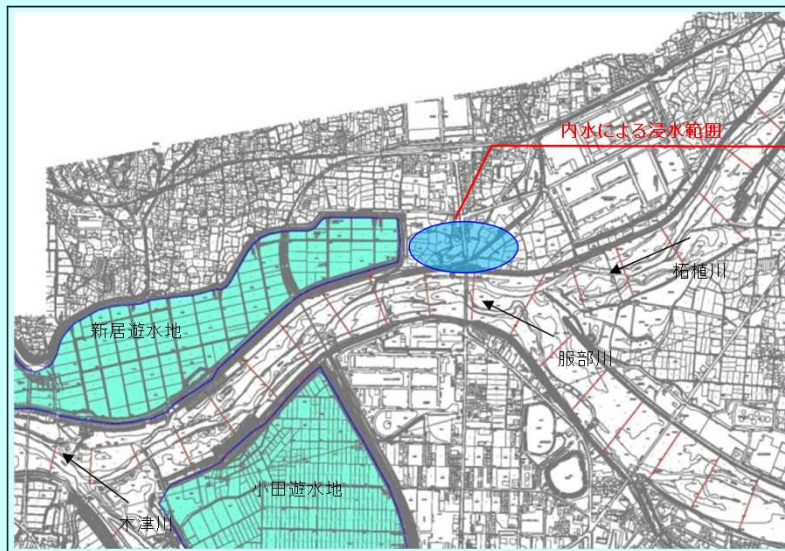 内水による浸水範囲
柘植川
新居遊水地
服部川
小田遊水地
木津川